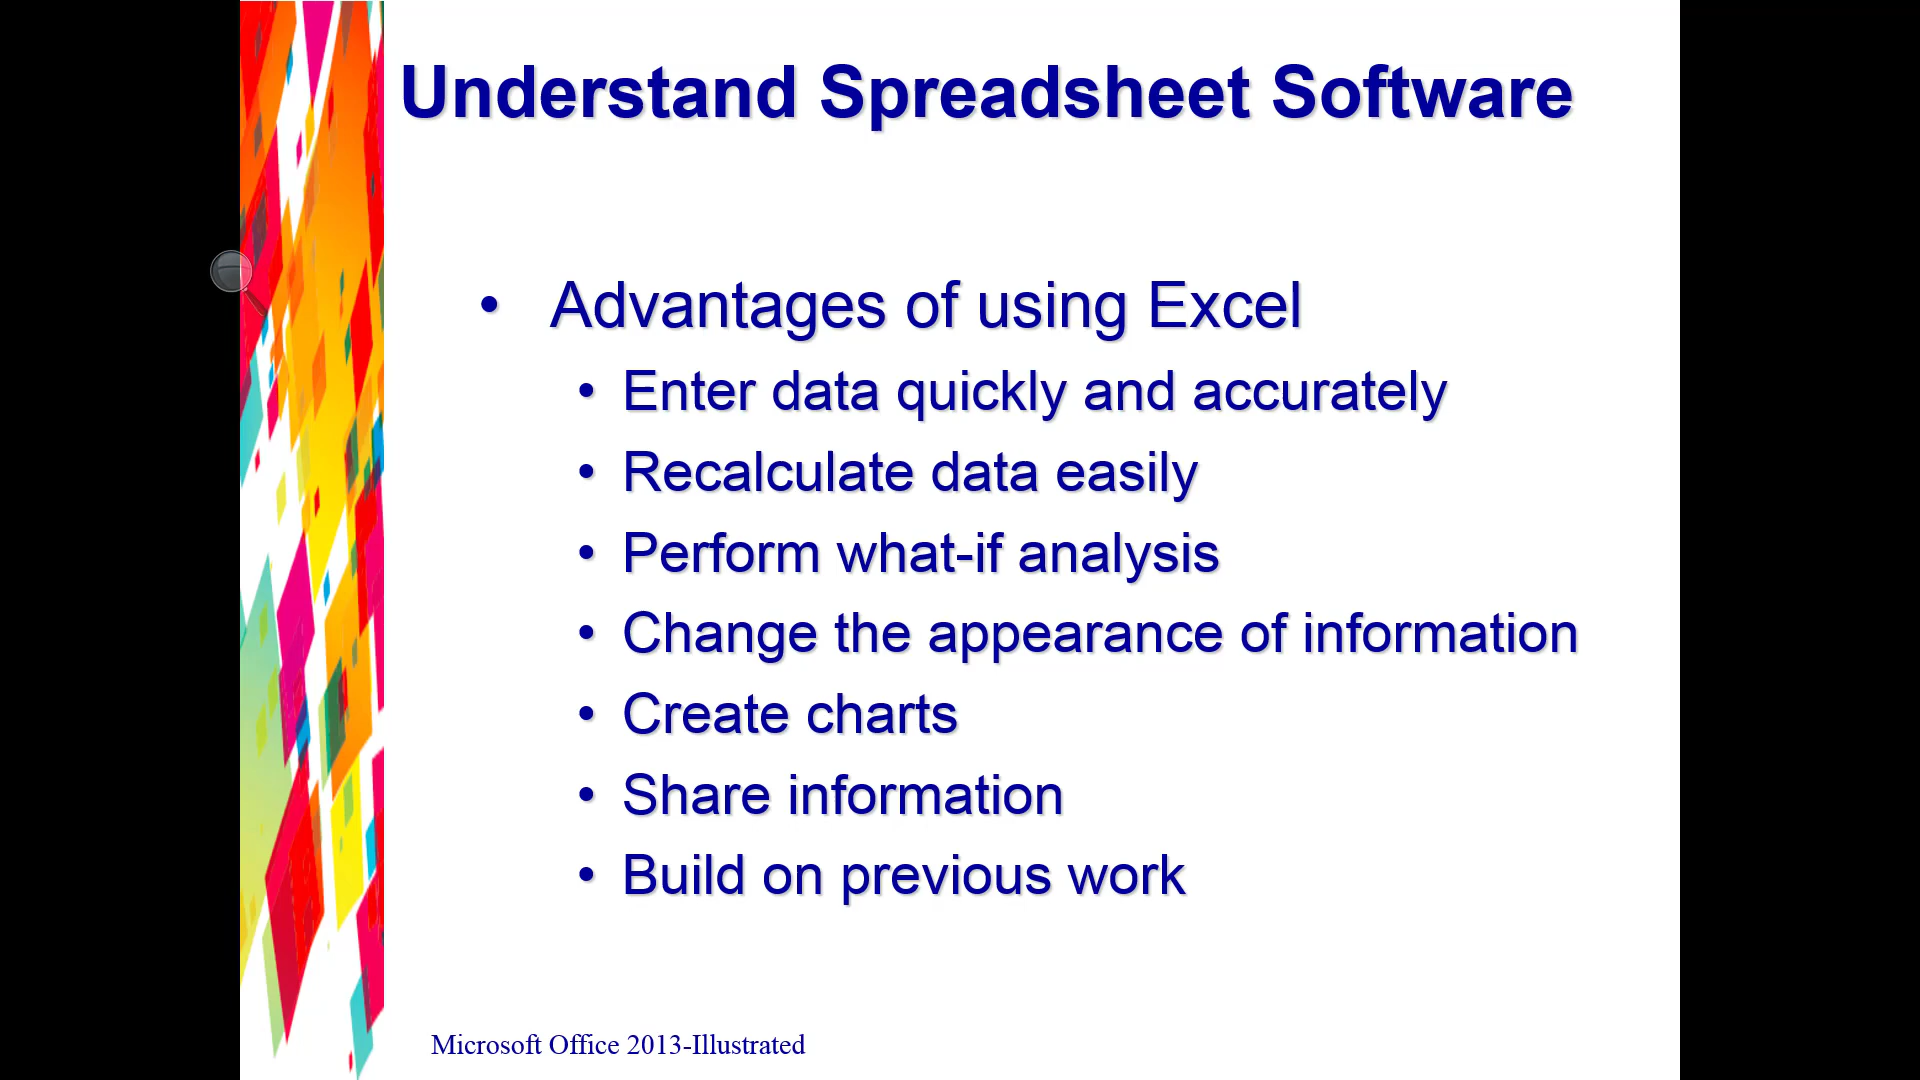 Understand Spreadsheet Software
• Advantages of using Excel
• Enter data quickly and accurately
• Recalculate data easily
• Perform what-if analysis
• Change the appearance of information
• Create charts
• Share information
• Build on previous work
Microsoft Office 2013-Illustrated